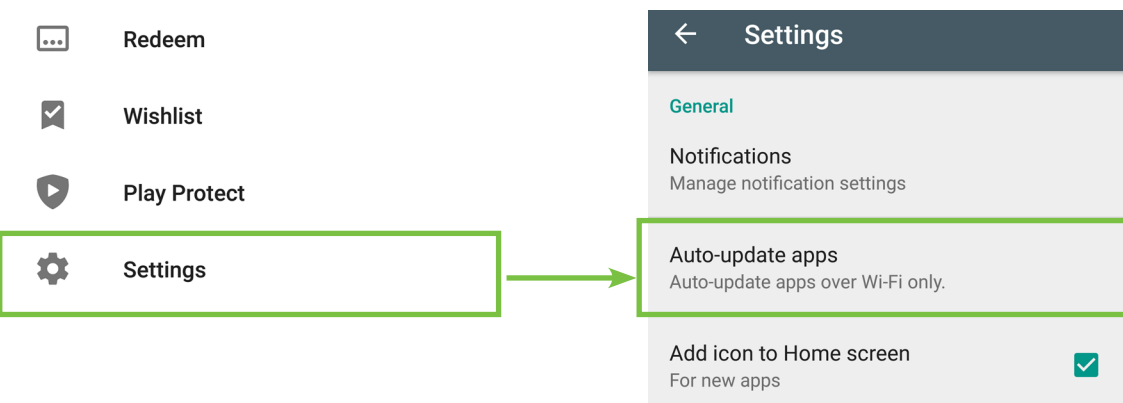 Redeem
Wishlist
Play Protect
Settings
Settings
General
Notifications
Manage notification settings
Auto-update apps
Auto-update apps over Wi-Fi only.
Add icon to Home screen
For new apps